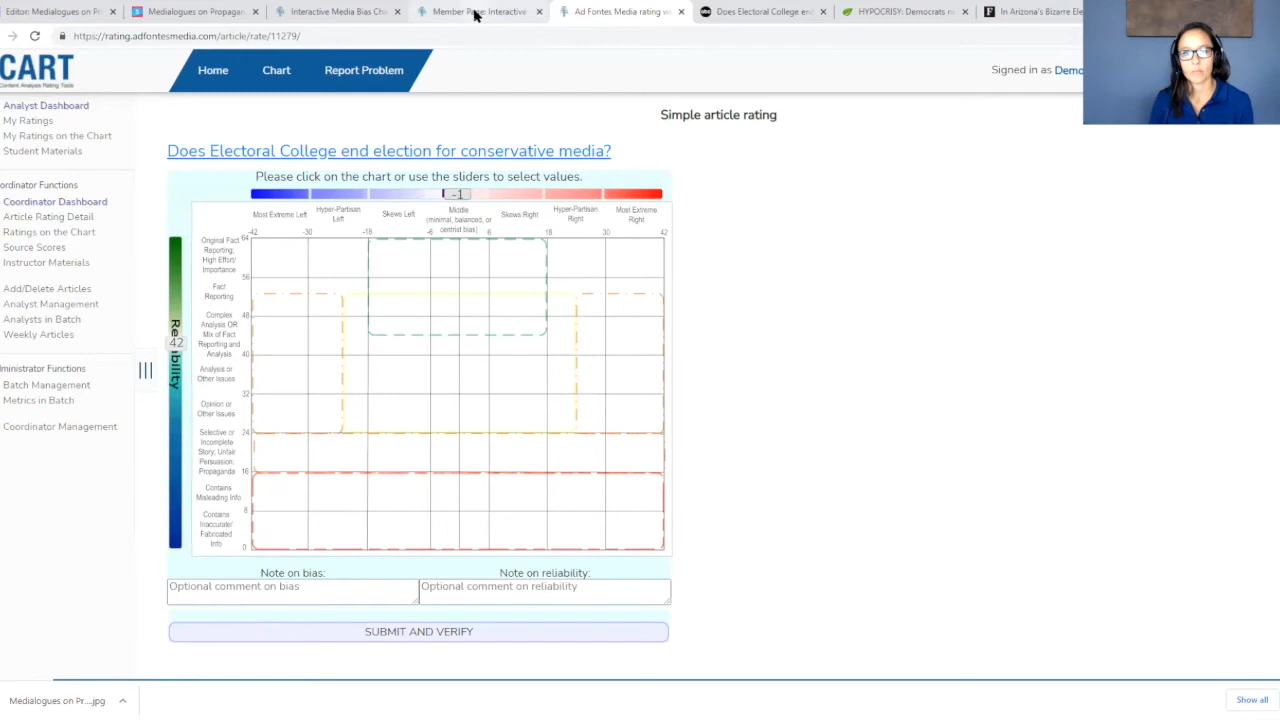 Editor: Medialogues on Pr
Medialogues on Propagan
Interactive Media Bias Cha
Member Page: Interactive
Ad Fontes Media rating w
Does Electoral College end
HYPOCRISY: Democrats n
In Arizona's Bizarre Ele
https://rating.adfontesmedia.com/article/rate/11279/
CART
Content Analysis Rating Tools
Home
Chart
Report Problem
Signed in as Demo
Analyst Dashboard
My Ratings
My Ratings on the Chart
Student Materials
ordinator Functions
Coordinator Dashboard
Article Rating Detail
Ratings on the Chart
Source Scores
Instructor Materials
Add/Delete Articles
Analyst Management
Analysts in Batch
Weekly Articles
ministrator Functions
Batch Management
Metrics in Batch
Coordinator Management
Simple article rating
Does Electoral College end election for conservative media?
Please click on the chart or use the sliders to select values.
-1
Most Extreme Left
Hyper-Partisan
Left
Skews Left
Middle
(minimal, balanced, or
centrist bias)
Skews Right
Hyper-Partisan
Right
Most Extreme
Right
-42 -30 -18 -6 6 18 30 42
64
Original Fact
Reporting;
High Effort/
Importance
56
Fact
Reporting
48
Complex
Analysis OR
Mix of Fact
Reporting and
Analysis
40
Analysis or
Other Issues
32
Opinion or
Other Issues
24
Selective or
Incomplete
Story; Unfair
Persuasion;
Propaganda
16
Contains
Misleading Info
8
Contains
Inaccurate/
Fabricated
Info
0
Re
42
bility
Note on bias:
Note on reliability:
Optional comment on bias
Optional comment on reliability
SUBMIT AND VERIFY
Medialogues on Pr....jpg
Show all